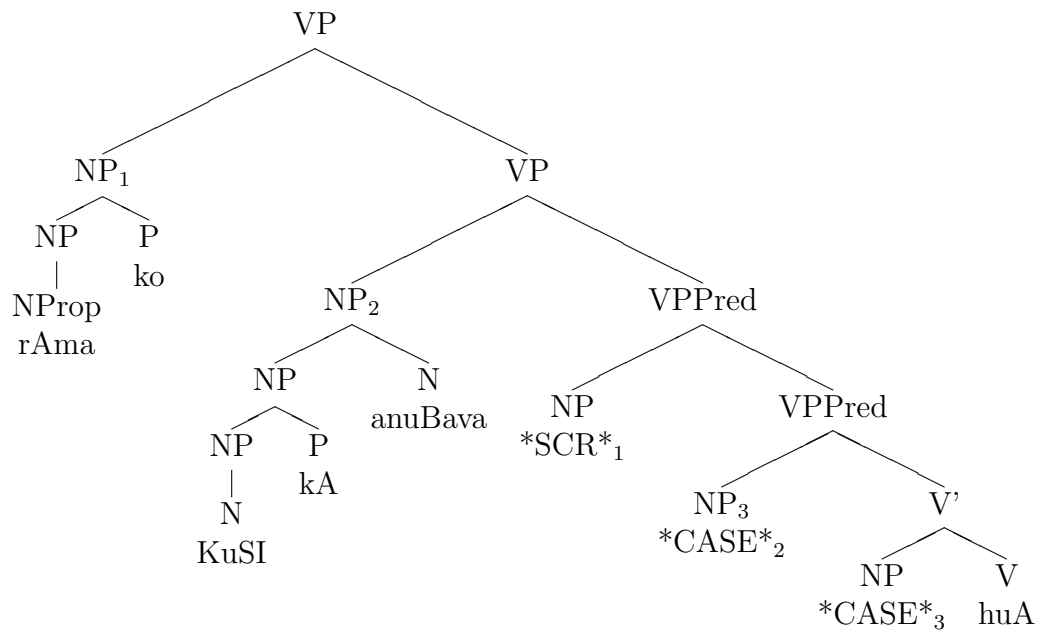 VP
NP₁ VP
NP P
ko
NProp
rAma
NP₂ VPPred
NP N
anuBava
NP VPPred
*SCR*₁
NP P
kA
N
KuSI
NP₃ V’
*CASE*₂
NP V
*CASE*₃ huA